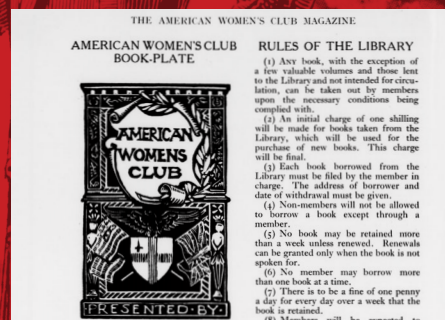 THE AMERICAN WOMEN'S CLUB MAGAZINE
AMERICAN WOMEN'S CLUB
BOOK-PLATE
AMERICAN
WOMENS
CLUB
PRESENTED·BY·
RULES OF THE LIBRARY
(1) ANY book, with the exception of
a few valuable volumes and those lent
to the Library and not intended for circu-
lation, can be taken out by members
upon the necessary conditions being
complied with.
(2) An initial charge of one shilling
will be made for books taken from the
Library, which will be used for the
purchase of new books. This charge
will be final.
(3) Each book borrowed from the
Library must be filed by the member in
charge. The address of borrower and
date of withdrawal must be given.
(4) Non-members will not be allowed
to borrow a book except through a
member.
(5) No book may be retained more
than a week unless renewed. Renewals
can be granted only when the book is not
spoken for.
(6) No member may borrow more
than one book at a time.
(7) There is to be a fine of one penny
a day for every day over a week that the
book is retained.
(8) Members will be expected to